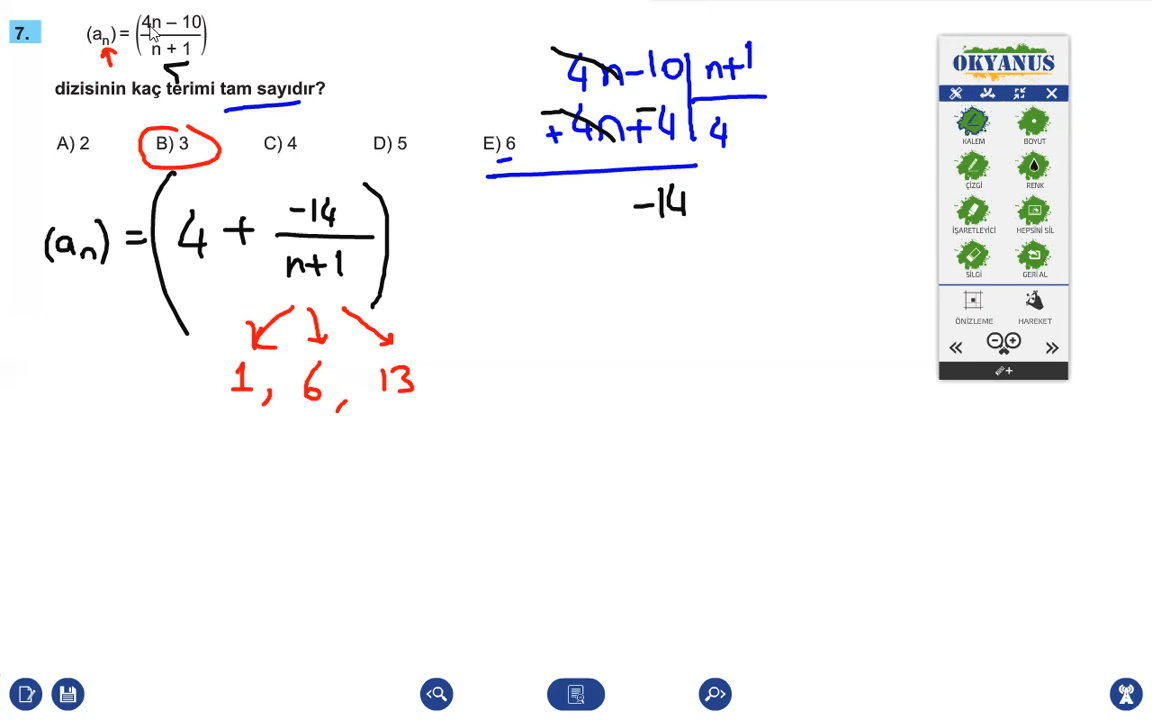 7.
(aₙ) = (4n – 10 / n + 1)
dizisinin kaç terimi tam sayıdır?
A) 2 B) 3 C) 4 D) 5 E) 6
4n-10 | n+1
+4n+4 | 4
-14
(aₙ) = (4 + -14 / n+1)
1, 6, 13
OKYANUS
KALEM BOYUT
ÇİZGİ RENK
İŞARETLEYİCİ HEPSİNİ SİL
SİLGİ GERİ AL
ÖNİZLEME HAREKET